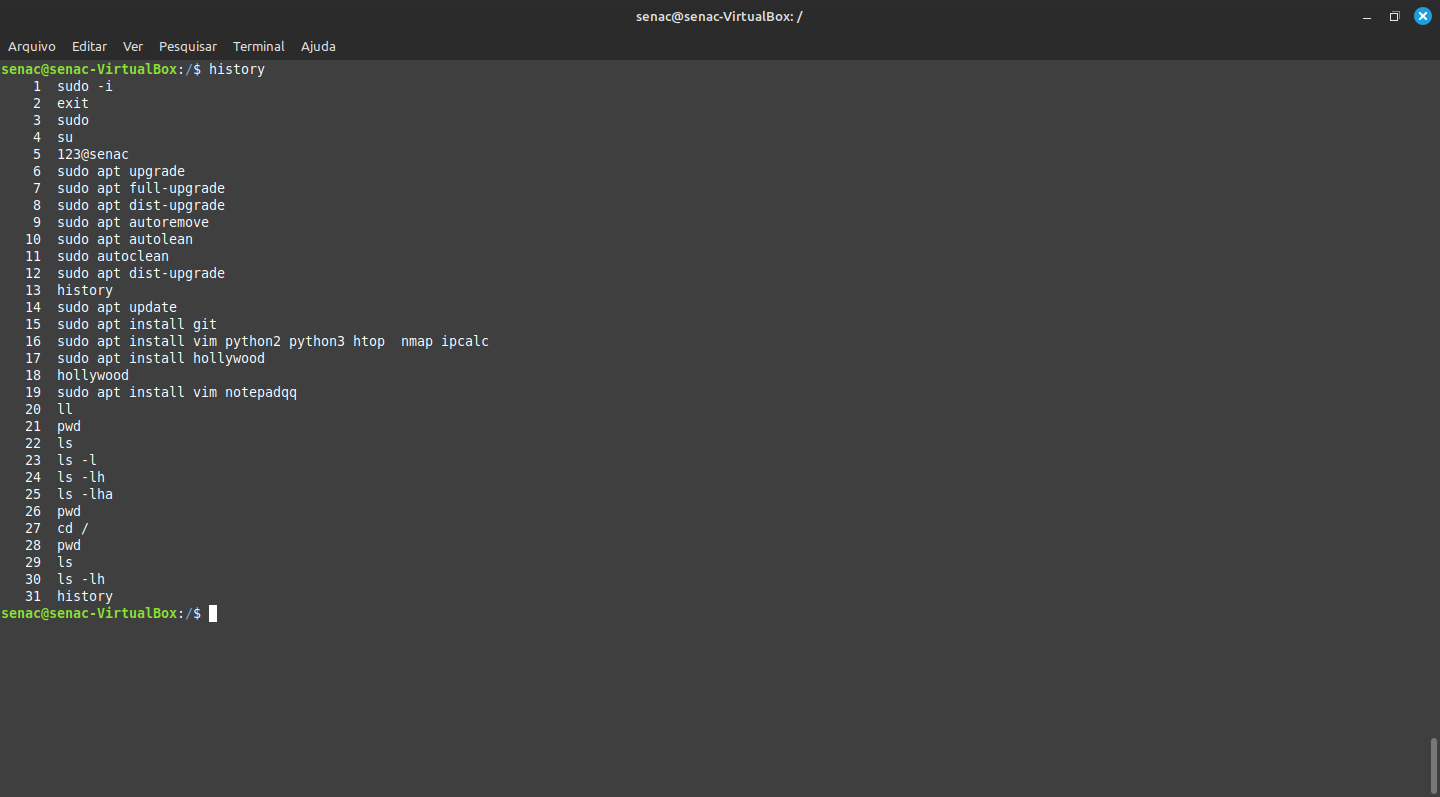 senac@senac-VirtualBox: /
Arquivo Editar Ver Pesquisar Terminal Ajuda
senac@senac-VirtualBox:/$ history
1 sudo -i
2 exit
3 sudo
4 su
5 123@senac
6 sudo apt upgrade
7 sudo apt full-upgrade
8 sudo apt dist-upgrade
9 sudo apt autoremove
10 sudo apt autolean
11 sudo autoclean
12 sudo apt dist-upgrade
13 history
14 sudo apt update
15 sudo apt install git
16 sudo apt install vim python2 python3 htop  nmap ipcalc
17 sudo apt install hollywood
18 hollywood
19 sudo apt install vim notepadqq
20 ll
21 pwd
22 ls
23 ls -l
24 ls -lh
25 ls -lha
26 pwd
27 cd /
28 pwd
29 ls
30 ls -lh
31 history
senac@senac-VirtualBox:/$